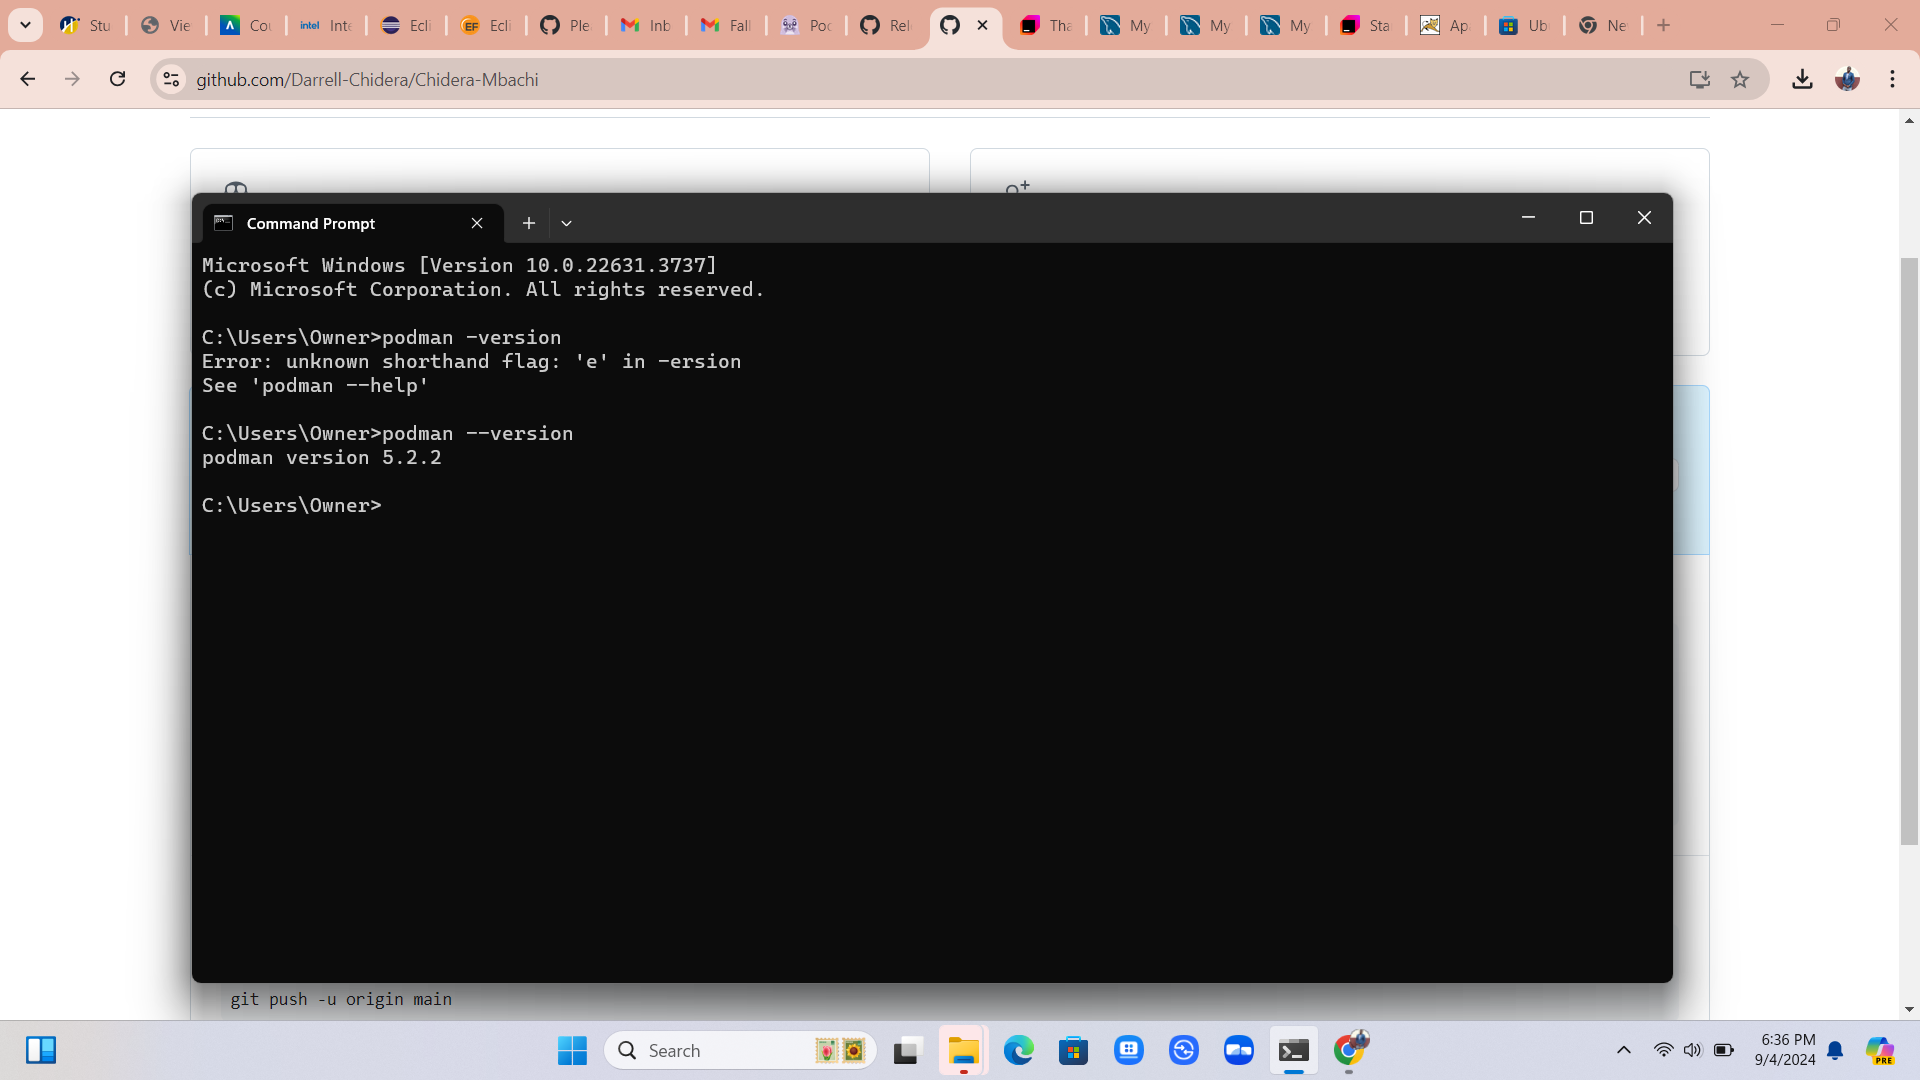 Stu
Vie
Cou
intel Inte
Ecli
EF Ecli
Ple
Inb
Fall
Poc
Rel
Tha
My
My
My
Sta
Ap
Ub
Ne
github.com/Darrell-Chidera/Chidera-Mbachi
Command Prompt
Microsoft Windows [Version 10.0.22631.3737]
(c) Microsoft Corporation. All rights reserved.
C:\Users\Owner>podman -version
Error: unknown shorthand flag: 'e' in -ersion
See 'podman --help'
C:\Users\Owner>podman --version
podman version 5.2.2
C:\Users\Owner>
git push -u origin main
Search
6:36 PM
9/4/2024
PRE